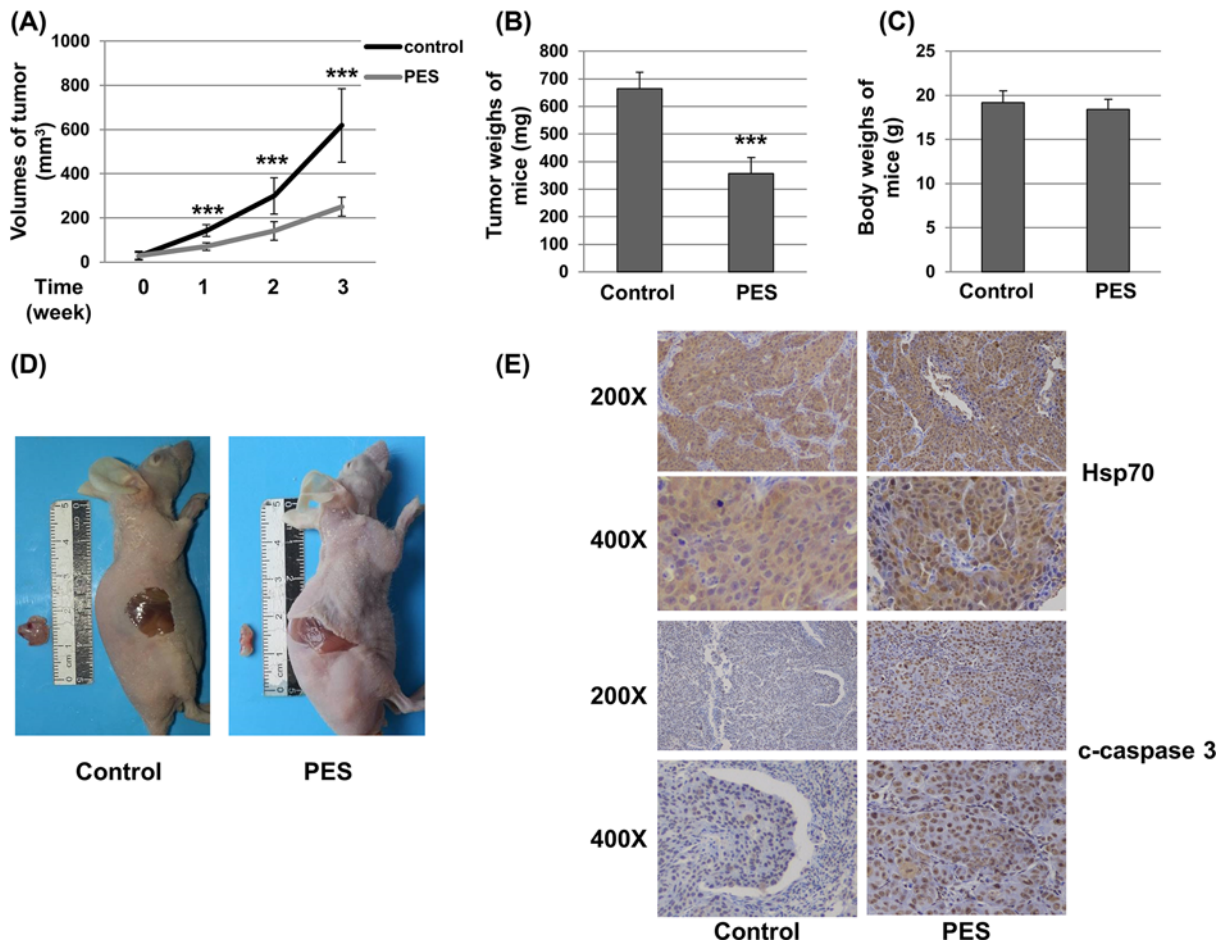 (A)
1000
800
600
400
200
0
Volumes of tumor
(mm³)
control
PES
***
***
***
Time
(week)
0 1 2 3
(B)
800
700
600
500
400
300
200
100
0
Tumor weighs of
mice (mg)
***
Control PES
(C)
25
20
15
10
5
0
Body weighs of
mice (g)
Control PES
(D)
Control PES
(E)
200X
400X
Hsp70
200X
400X
c-caspase 3
Control PES